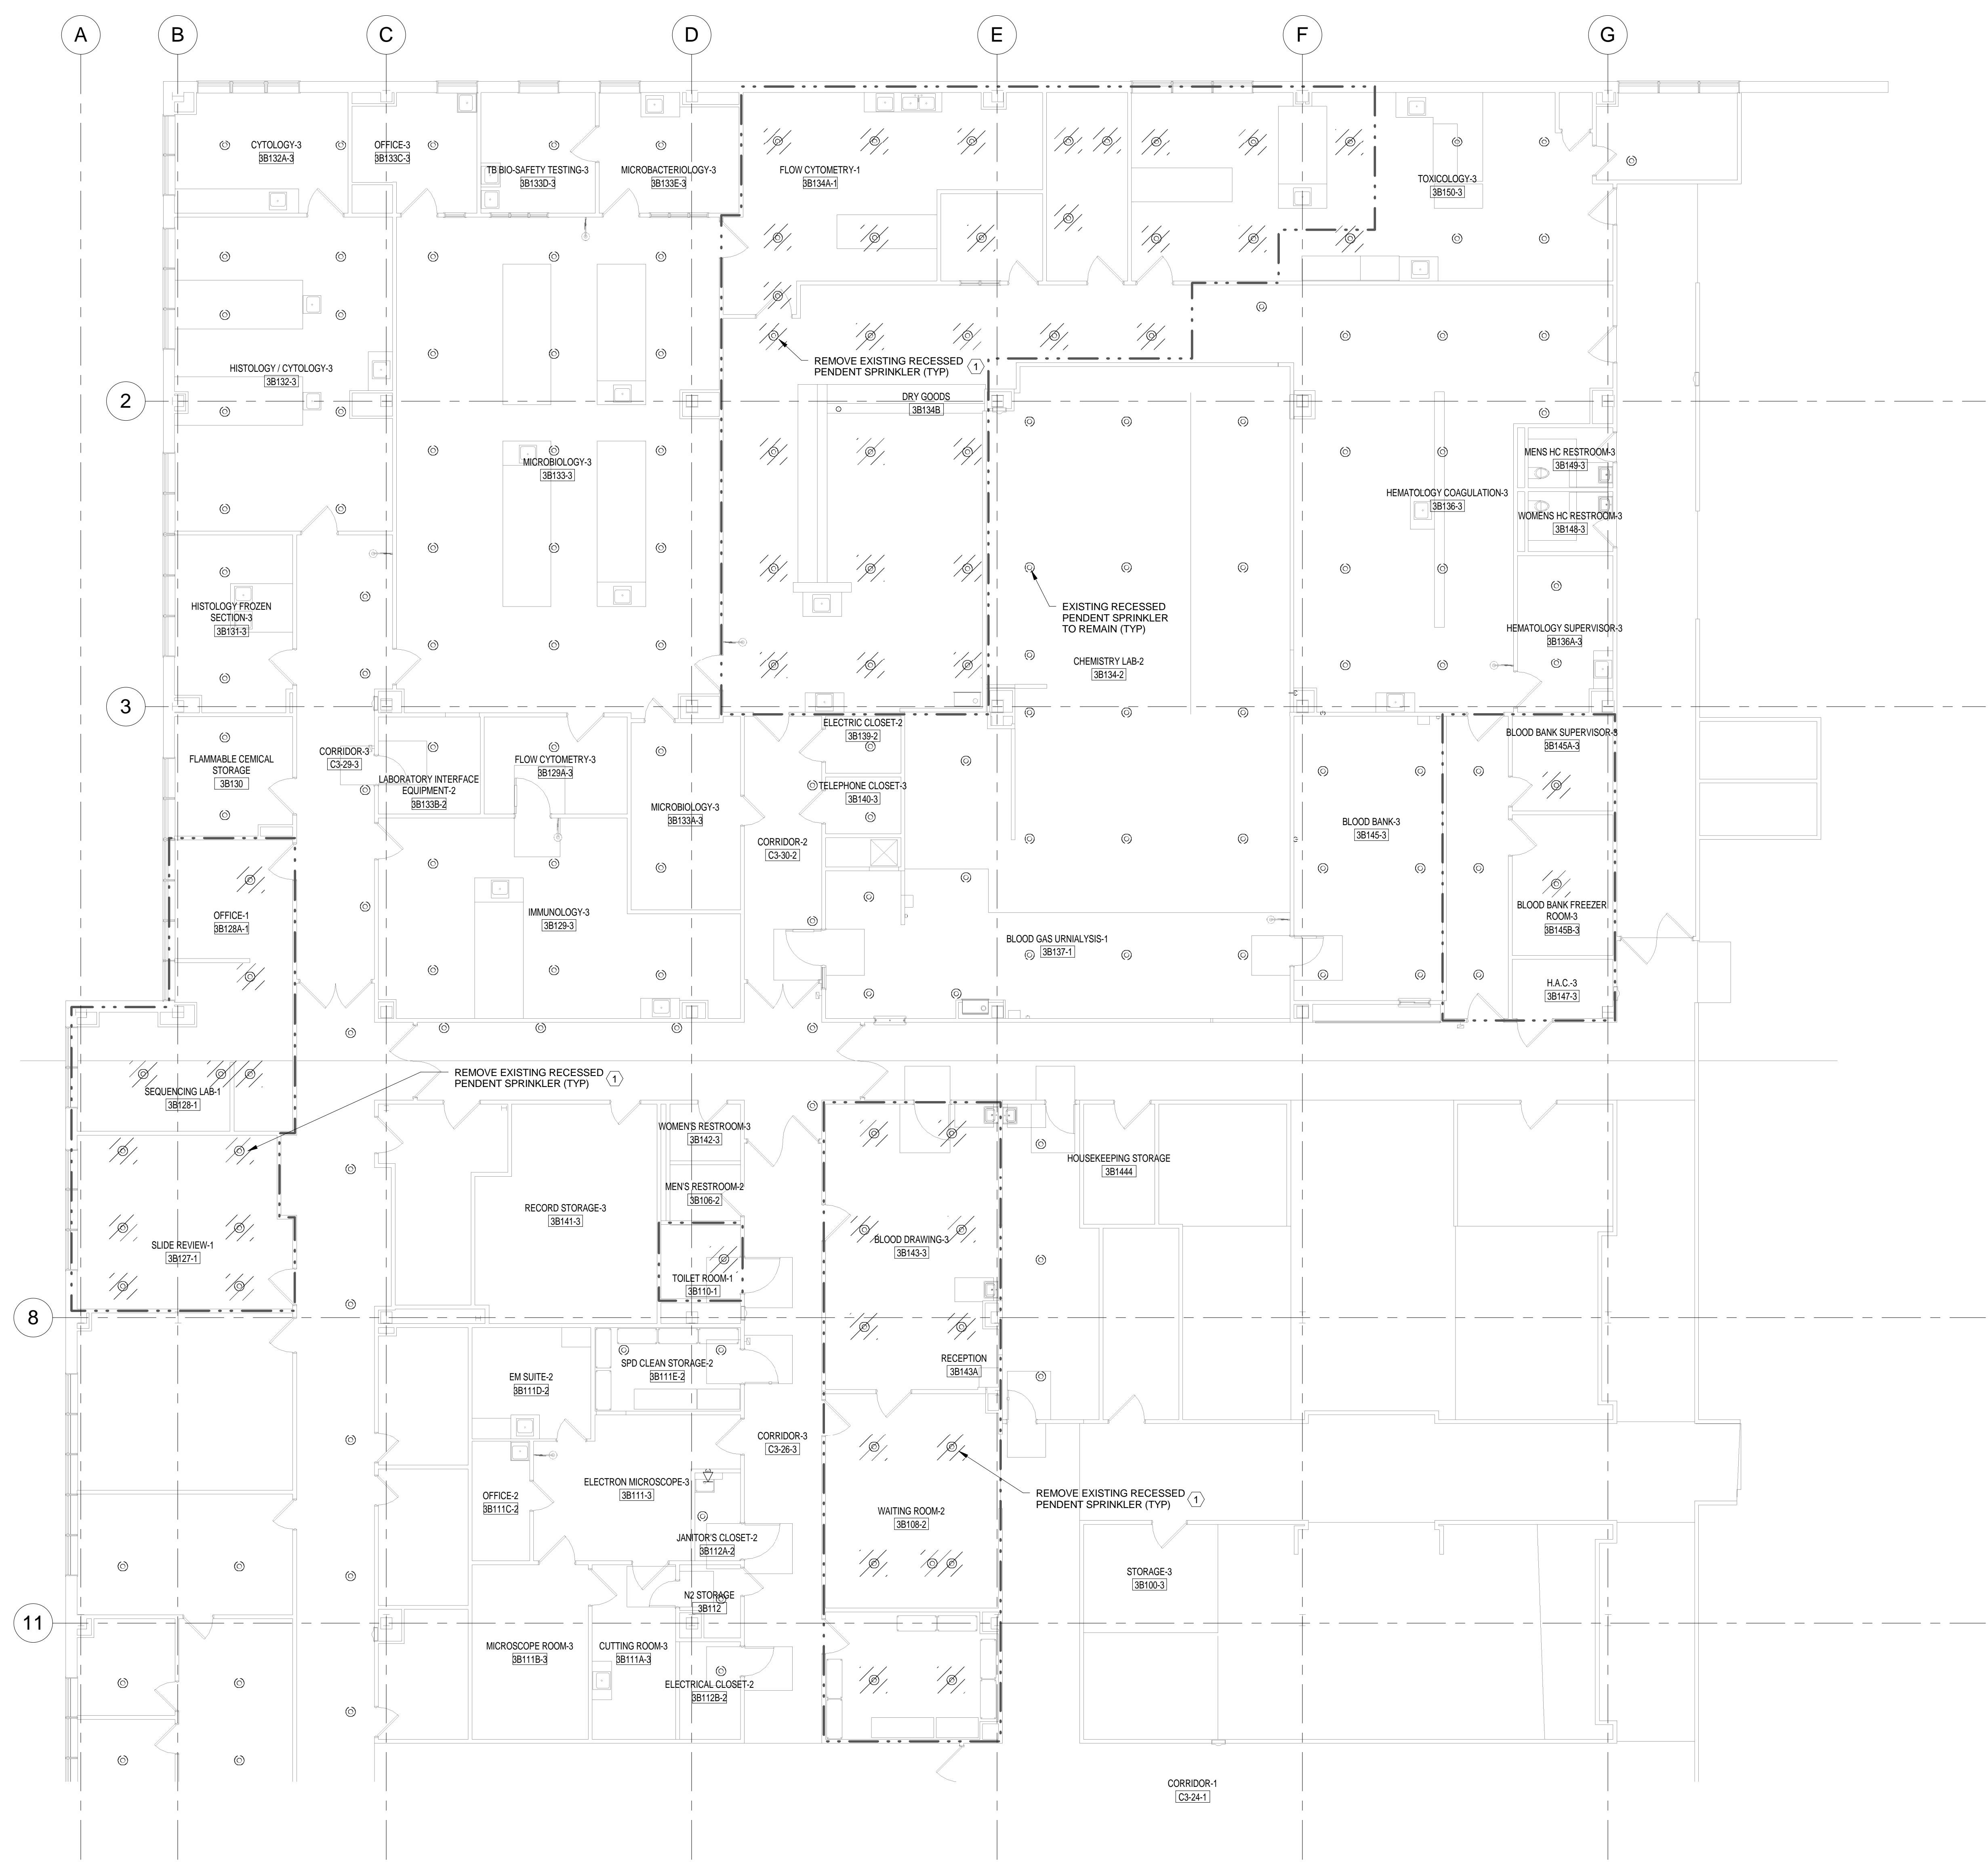 A
B
C
D
E
F
G
CYTOLOGY-3
3B132A-3
OFFICE-3
3B133C-3
TB BIO-SAFETY TESTING-3
3B133D-3
MICROBACTERIOLOGY-3
3B133E-3
FLOW CYTOMETRY-1
3B134A-1
TOXICOLOGY-3
3B150-3
HISTOLOGY / CYTOLOGY-3
3B132-3
REMOVE EXISTING RECESSED
PENDENT SPRINKLER (TYP)
1
2
DRY GOODS
3B134B
MICROBIOLOGY-3
3B133-3
MENS HC RESTROOM-3
3B149-3
HEMATOLOGY COAGULATION-3
3B136-3
WOMENS HC RESTROOM-3
3B148-3
HISTOLOGY FROZEN
SECTION-3
3B131-3
EXISTING RECESSED
PENDENT SPRINKLER
TO REMAIN (TYP)
HEMATOLOGY SUPERVISOR-3
3B136A-3
CHEMISTRY LAB-2
3B134-2
3
ELECTRIC CLOSET-2
3B139-2
BLOOD BANK SUPERVISOR-3
3B145A-3
FLAMMABLE CEMICAL
STORAGE
3B130
CORRIDOR-3
C3-29-3
LABORATORY INTERFACE
EQUIPMENT-2
3B133B-2
FLOW CYTOMETRY-3
3B129A-3
TELEPHONE CLOSET-3
3B140-3
MICROBIOLOGY-3
3B133A-3
BLOOD BANK-3
3B145-3
CORRIDOR-2
C3-30-2
OFFICE-1
3B128A-1
IMMUNOLOGY-3
3B129-3
BLOOD BANK FREEZER
ROOM-3
3B145B-3
BLOOD GAS URNIALYSIS-1
3B137-1
H.A.C.-3
3B147-3
REMOVE EXISTING RECESSED
PENDENT SPRINKLER (TYP)
1
SEQUENCING LAB-1
3B128-1
WOMEN'S RESTROOM-3
3B142-3
HOUSEKEEPING STORAGE
3B1444
MEN'S RESTROOM-2
3B106-2
RECORD STORAGE-3
3B141-3
SLIDE REVIEW-1
3B127-1
BLOOD DRAWING-3
3B143-3
TOILET ROOM-1
3B110-1
8
SPD CLEAN STORAGE-2
3B111E-2
RECEPTION
3B143A
EM SUITE-2
3B111D-2
CORRIDOR-3
C3-26-3
ELECTRON MICROSCOPE-3
3B111-3
OFFICE-2
3B111C-2
REMOVE EXISTING RECESSED
PENDENT SPRINKLER (TYP)
1
WAITING ROOM-2
3B108-2
JANITOR'S CLOSET-2
3B112A-2
STORAGE-3
3B100-3
N2 STORAGE
3B112
11
MICROSCOPE ROOM-3
3B111B-3
CUTTING ROOM-3
3B111A-3
ELECTRICAL CLOSET-2
3B112B-2
CORRIDOR-1
C3-24-1